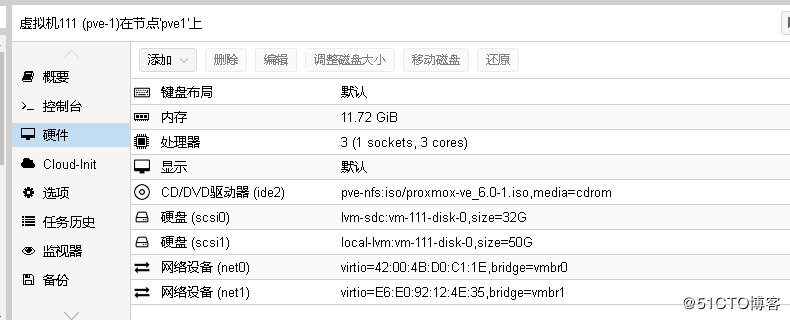 虚拟机111 (pve-1)在节点'pve1'上
添加 删除 编辑 调整磁盘大小 移动磁盘 还原
概要
控制台
硬件
Cloud-Init
选项
任务历史
监视器
备份
键盘布局 默认
内存 11.72 GiB
处理器 3 (1 sockets, 3 cores)
显示 默认
CD/DVD驱动器 (ide2) pve-nfs:iso/proxmox-ve_6.0-1.iso,media=cdrom
硬盘 (scsi0) lvm-sdc:vm-111-disk-0,size=32G
硬盘 (scsi1) local-lvm:vm-111-disk-0,size=50G
网络设备 (net0) virtio=42:00:4B:D0:C1:1E,bridge=vmbr0
网络设备 (net1) virtio=E6:E0:92:12:4E:35,bridge=vmbr1
@51CTO博客